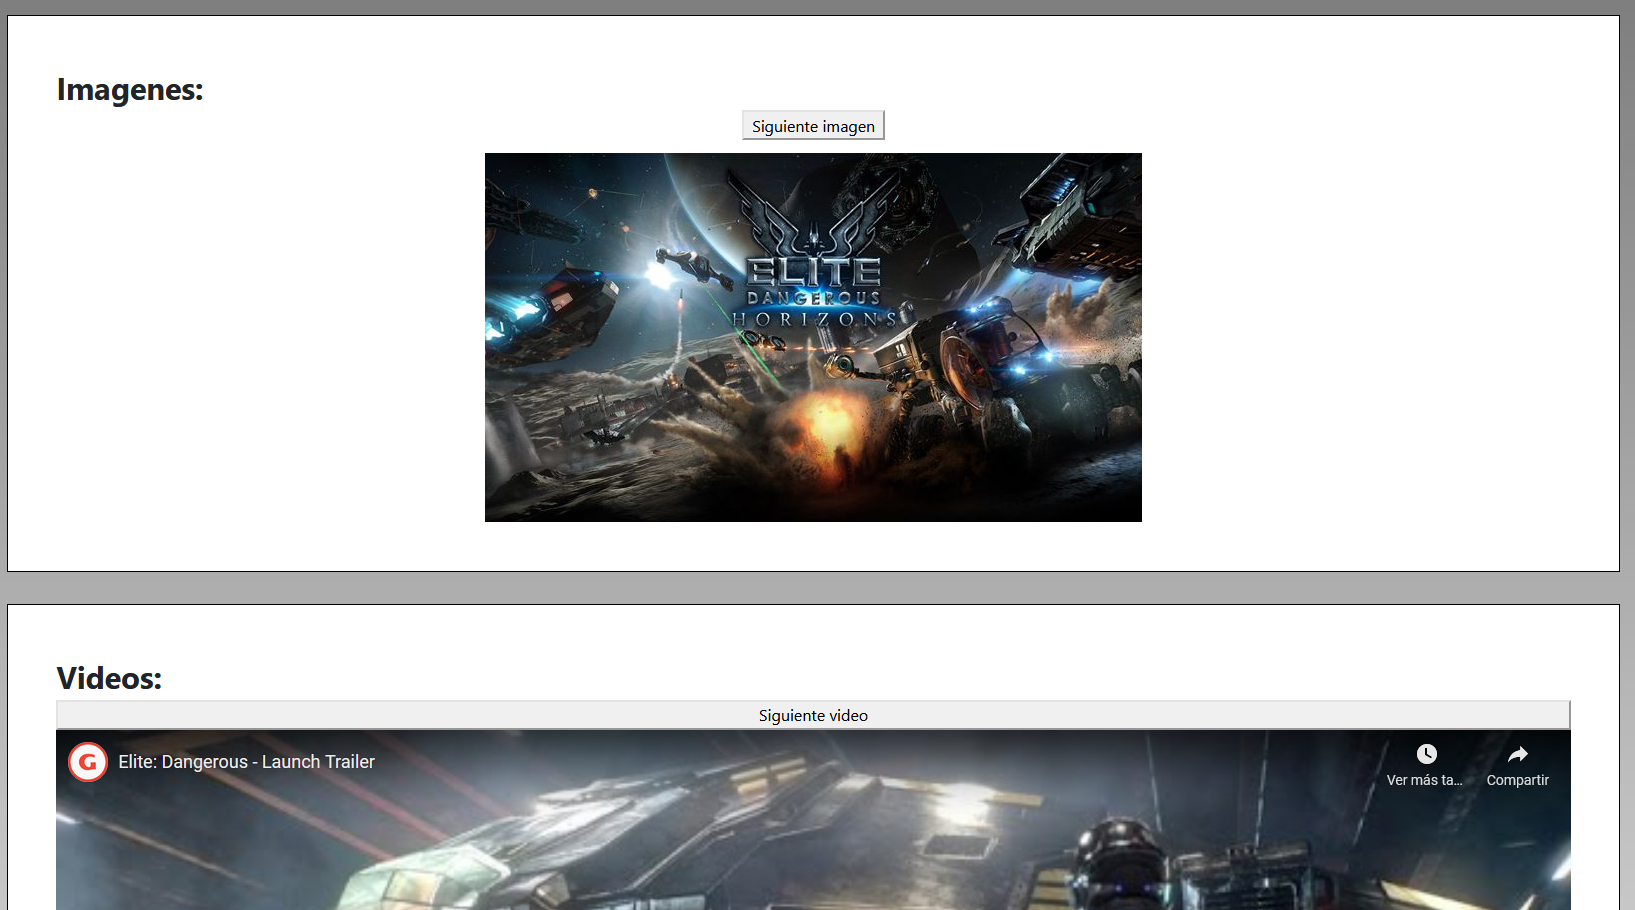 Imagenes:
Siguiente imagen
ELITE
DANGEROUS
HORIZONS
Videos:
Siguiente video
G
Elite: Dangerous - Launch Trailer
Ver más ta...
Compartir